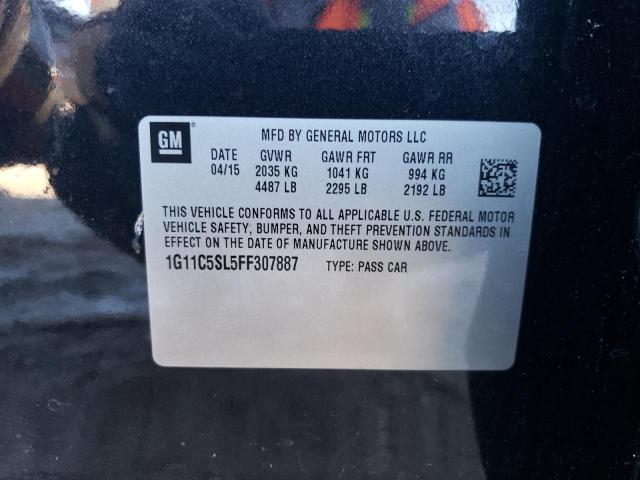 GM ® MFD BY GENERAL MOTORS LLC
DATE GVWR GAWR FRT GAWR RR
04/15 2035 KG 1041 KG 994 KG
4487 LB 2295 LB 2192 LB
THIS VEHICLE CONFORMS TO ALL APPLICABLE U.S. FEDERAL MOTOR
VEHICLE SAFETY, BUMPER, AND THEFT PREVENTION STANDARDS IN
EFFECT ON THE DATE OF MANUFACTURE SHOWN ABOVE.
1G11C5SL5FF307887 TYPE: PASS CAR